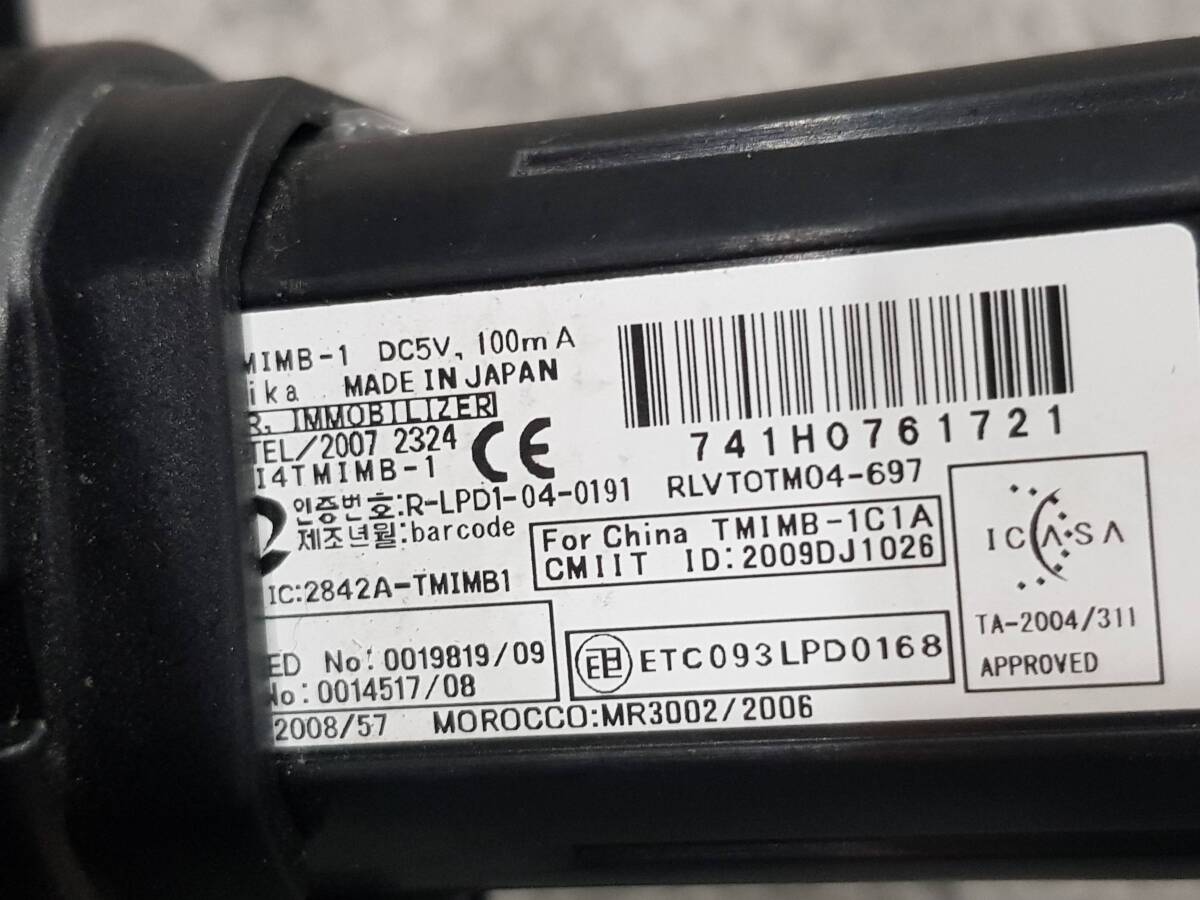 MIMB-1 DC5V, 100mA
ika MADE IN JAPAN
R, IMMOBILIZER
TEL/2007 2324
I4TMIMB-1
CE
741H0761721
인증번호:R-LPD1-04-0191 RLVTOTM04-697
제조년월:barcode
For China TMIMB-1C1A
CMIIT ID:2009DJ1026
IC:2842A-TMIMB1
ICASA
TA-2004/311
APPROVED
ED No:0019819/09
No:0014517/08
ETC093LPD0168
2008/57 MOROCCO:MR3002/2006